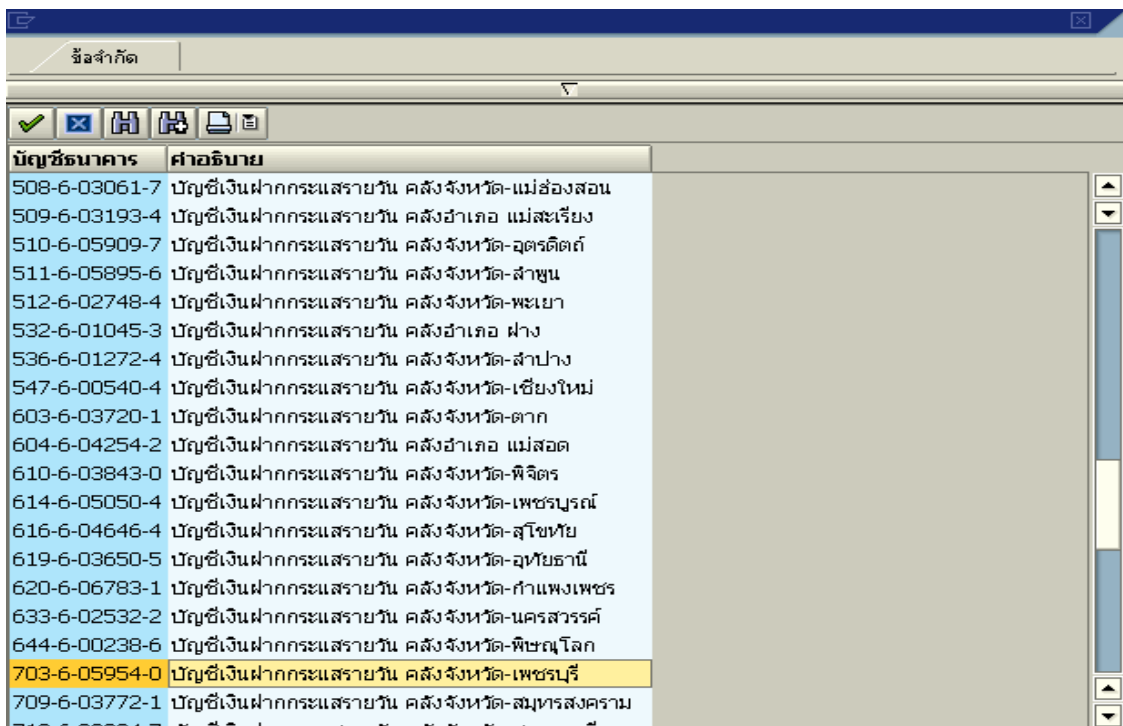 ข้อจำกัด
บัญชีธนาคาร คำอธิบาย
508-6-03061-7 บัญชีเงินฝากกระแสรายวัน คลังจังหวัด-แม่ฮ่องสอน
509-6-03193-4 บัญชีเงินฝากกระแสรายวัน คลังอำเภอ แม่สะเรียง
510-6-05909-7 บัญชีเงินฝากกระแสรายวัน คลังจังหวัด-อุตรดิตถ์
511-6-05895-6 บัญชีเงินฝากกระแสรายวัน คลังจังหวัด-ลำพูน
512-6-02748-4 บัญชีเงินฝากกระแสรายวัน คลังจังหวัด-พะเยา
532-6-01045-3 บัญชีเงินฝากกระแสรายวัน คลังอำเภอ ฝาง
536-6-01272-4 บัญชีเงินฝากกระแสรายวัน คลังจังหวัด-ลำปาง
547-6-00540-4 บัญชีเงินฝากกระแสรายวัน คลังจังหวัด-เชียงใหม่
603-6-03720-1 บัญชีเงินฝากกระแสรายวัน คลังจังหวัด-ตาก
604-6-04254-2 บัญชีเงินฝากกระแสรายวัน คลังอำเภอ แม่สอด
610-6-03843-0 บัญชีเงินฝากกระแสรายวัน คลังจังหวัด-พิจิตร
614-6-05050-4 บัญชีเงินฝากกระแสรายวัน คลังจังหวัด-เพชรบูรณ์
616-6-04646-4 บัญชีเงินฝากกระแสรายวัน คลังจังหวัด-สุโขทัย
619-6-03650-5 บัญชีเงินฝากกระแสรายวัน คลังจังหวัด-อุทัยธานี
620-6-06783-1 บัญชีเงินฝากกระแสรายวัน คลังจังหวัด-กำแพงเพชร
633-6-02532-2 บัญชีเงินฝากกระแสรายวัน คลังจังหวัด-นครสวรรค์
644-6-00238-6 บัญชีเงินฝากกระแสรายวัน คลังจังหวัด-พิษณุโลก
703-6-05954-0 บัญชีเงินฝากกระแสรายวัน คลังจังหวัด-เพชรบุรี
709-6-03772-1 บัญชีเงินฝากกระแสรายวัน คลังจังหวัด-สมุทรสงคราม